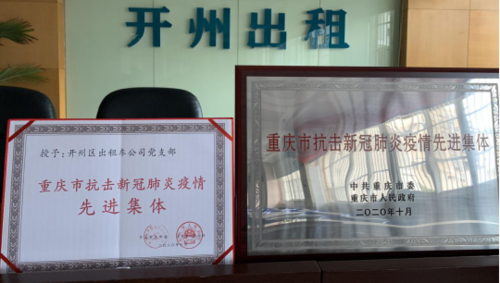 开州出租
授予:开州区出租车公司党支部
重庆市抗击新冠肺炎疫情
先进集体
重庆市抗击新冠肺炎疫情先进集体
中共重庆市委
重庆市人民政府
二〇二〇年十月